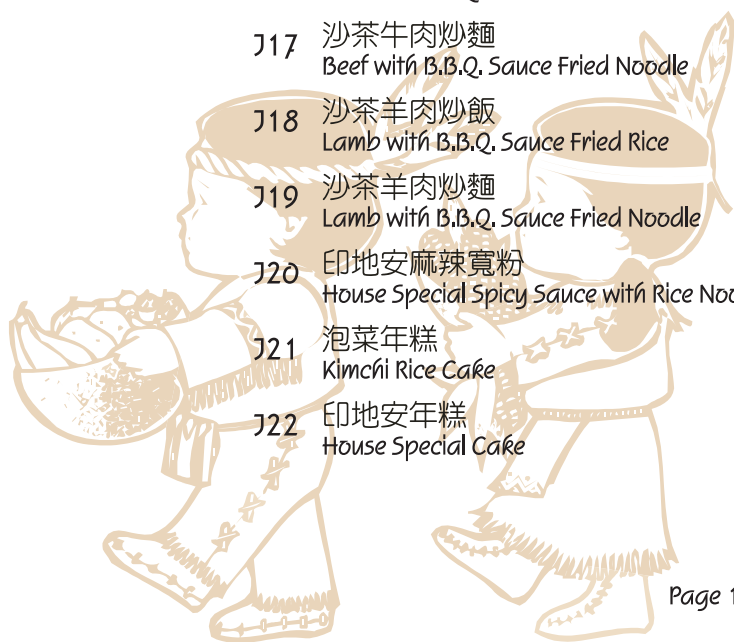 J17 沙茶牛肉炒麵
Beef with B.B.Q. Sauce Fried Noodle
J18 沙茶羊肉炒飯
Lamb with B.B.Q. Sauce Fried Rice
J19 沙茶羊肉炒麵
Lamb with B.B.Q. Sauce Fried Noodle
J20 印地安麻辣寬粉
House Special Spicy Sauce with Rice
J21 泡菜年糕
Kimchi Rice Cake
J22 印地安年糕
House Special Cake
Page 1